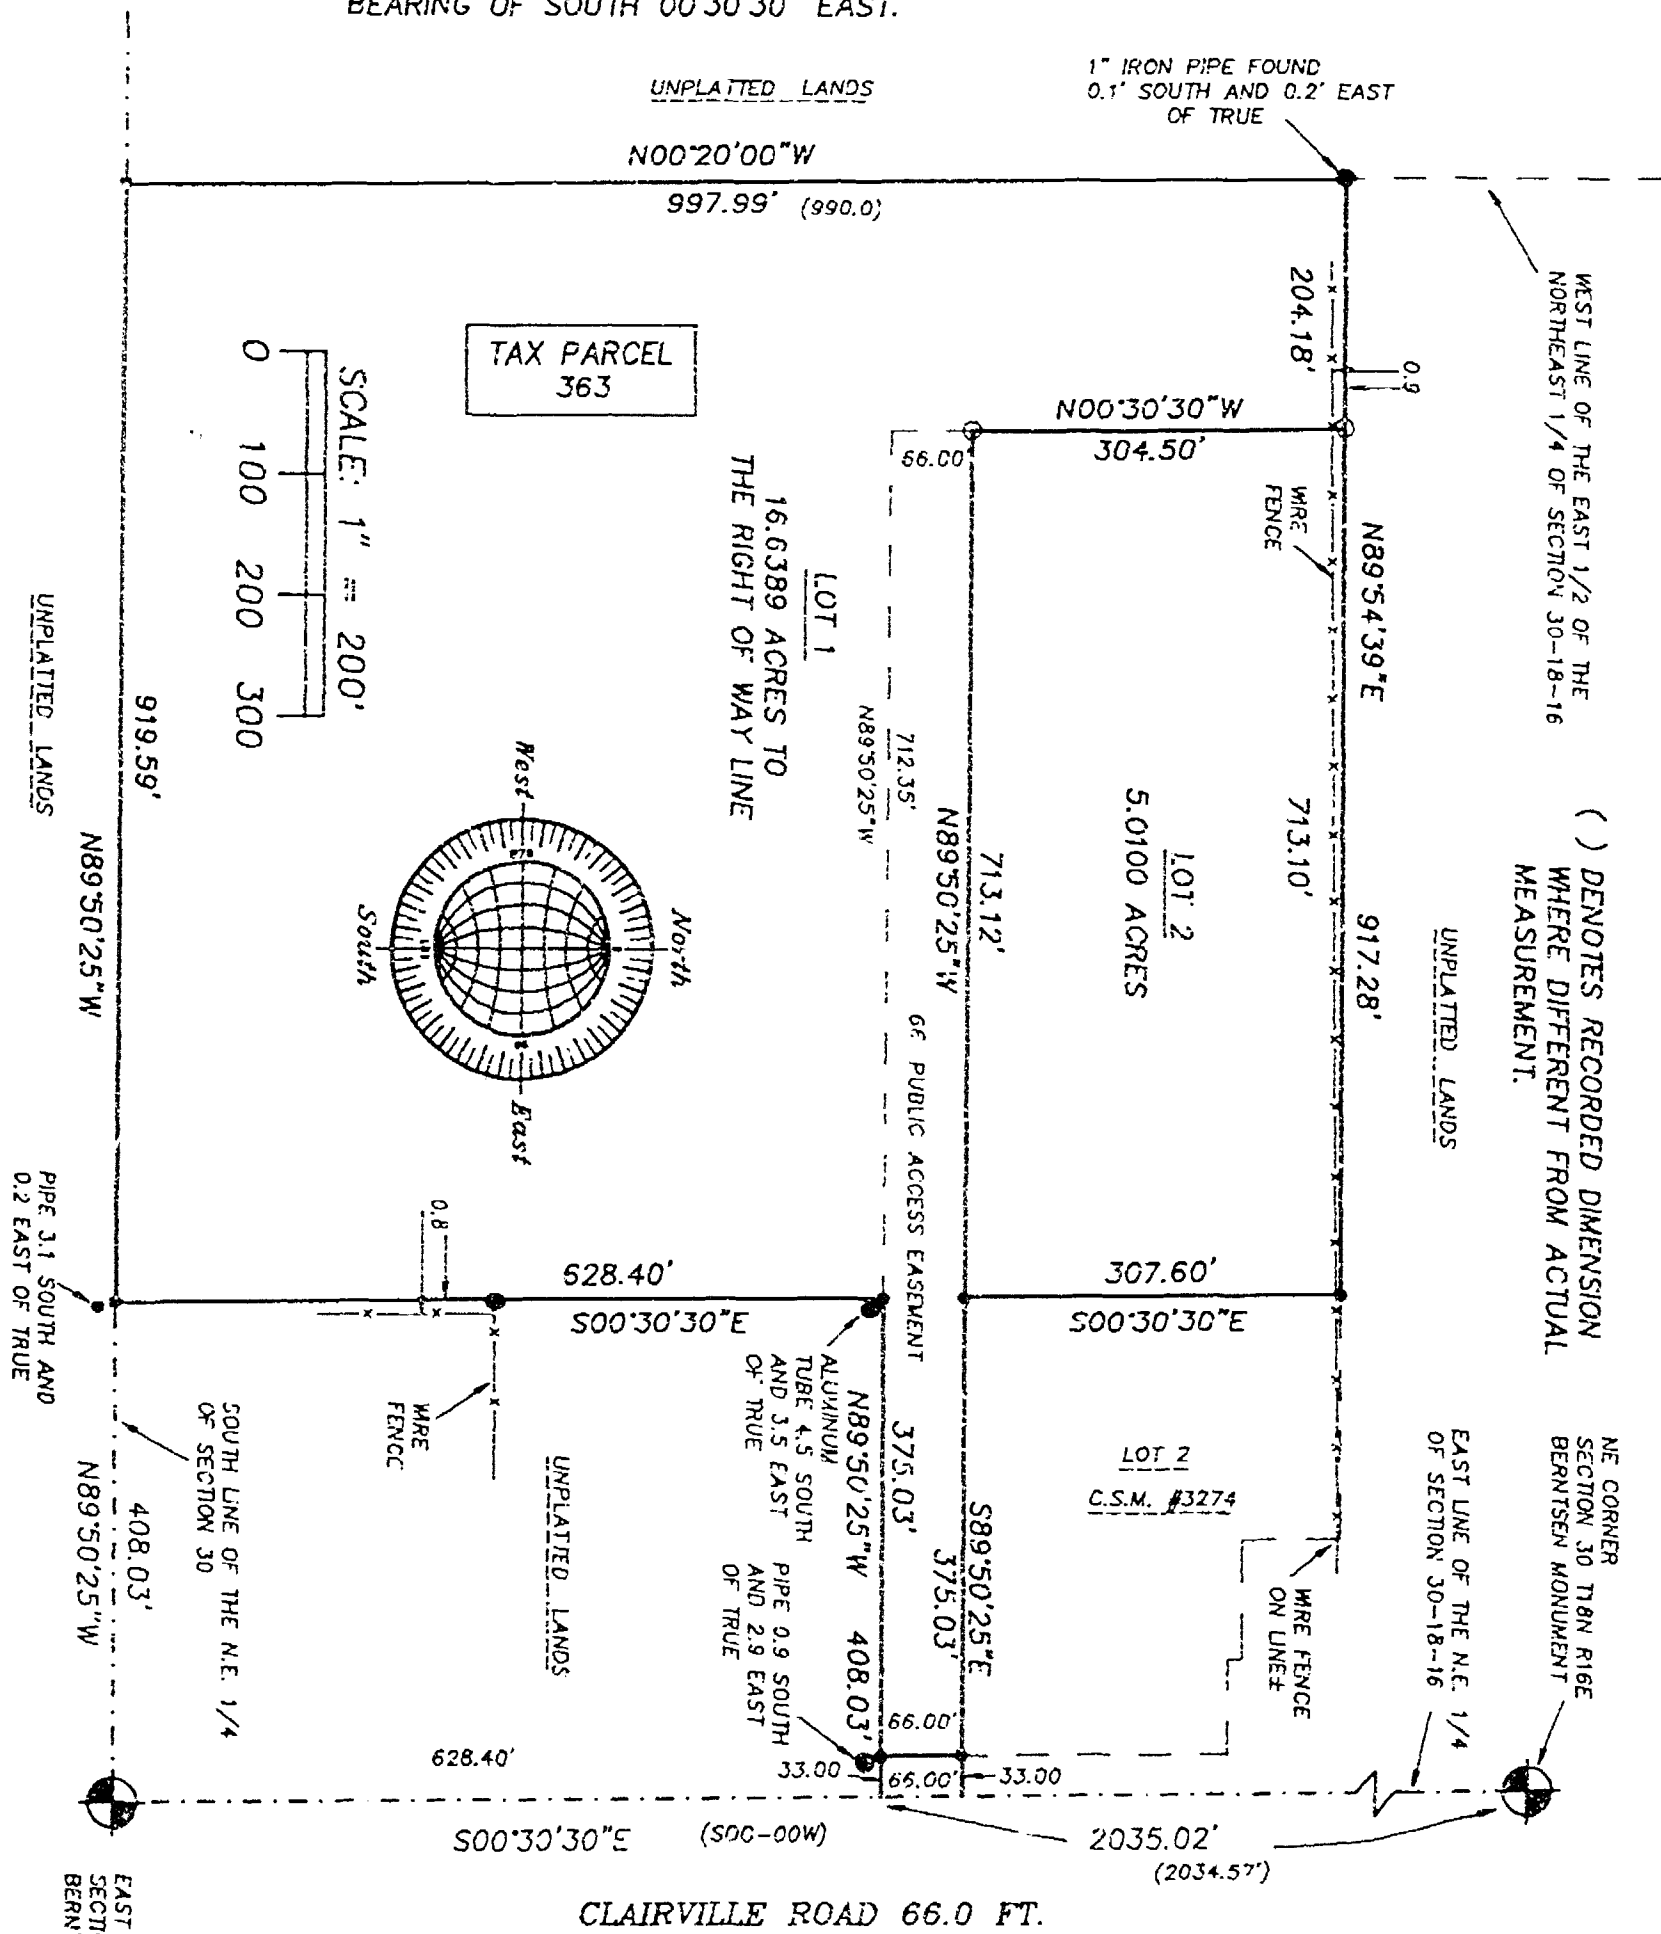 BEARING OF SOUTH 00°30'30" EAST.
UNPLATTED LANDS
1" IRON PIPE FOUND
0.1' SOUTH AND 0.2' EAST
OF TRUE
N00°20'00"W
997.99' (990.0)
WEST LINE OF THE EAST 1/2 OF THE
NORTHEAST 1/4 OF SECTION 30-18-16
204.18'
0.9
TAX PARCEL
363
N00°30'30"W
304.50'
66.00'
SCALE: 1" = 200'
0 100 200 300
WIRE
FENCE
N89°54'39"E
917.28'
713.10'
( ) DENOTES RECORDED DIMENSION
WHERE DIFFERENT FROM ACTUAL
MEASUREMENT.
LOT 1
16.6389 ACRES TO
THE RIGHT OF WAY LINE
712.35'
N89°50'25"W
LOT 2
5.0100 ACRES
713.12'
N89°50'25"W
UNPLATTED LANDS
UNPLATTED LANDS
919.59'
N89°50'25"W
West
North
South
East
PUBLIC ACCESS EASEMENT
0.8
628.40'
S00°30'30"E
307.60'
S00°30'30"E
PIPE 3.1 SOUTH AND
0.2 EAST OF TRUE
ALUMINUM
TUBE 4.5 SOUTH
AND 3.5 EAST
OF TRUE
WIRE
FENCE
SOUTH LINE OF THE N.E. 1/4
OF SECTION 30
408.03'
N89°50'25"W
UNPLATTED LANDS
375.03'
N89°50'25"W 408.03'
S89°50'25"E
375.03'
LOT 2
C.S.M. #3274
WIRE FENCE
ON LINE±
EAST LINE OF THE N.E. 1/4
OF SECTION 30-18-16
NE CORNER
SECTION 30 T18N R16E
BERNTSEN MONUMENT
PIPE 0.9 SOUTH
AND 2.9 EAST
OF TRUE
66.00'
628.40'
33.00
66.00'
33.00
S00°30'30"E (S00-00W)
2035.02'
(2034.57')
EAST
SECTI
BERN
CLAIRVILLE ROAD 66.0 FT.